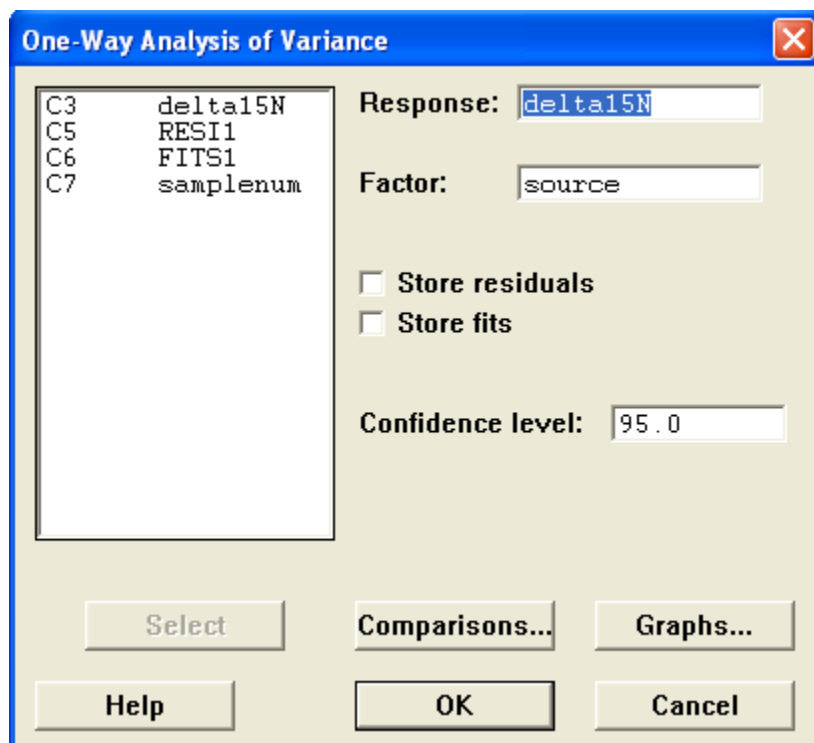 One-Way Analysis of Variance
C3 delta15N
C5 RESI1
C6 FITS1
C7 samplenum
Response: delta15N
Factor: source
Store residuals
Store fits
Confidence level: 95.0
Select
Comparisons...
Graphs...
Help
OK
Cancel